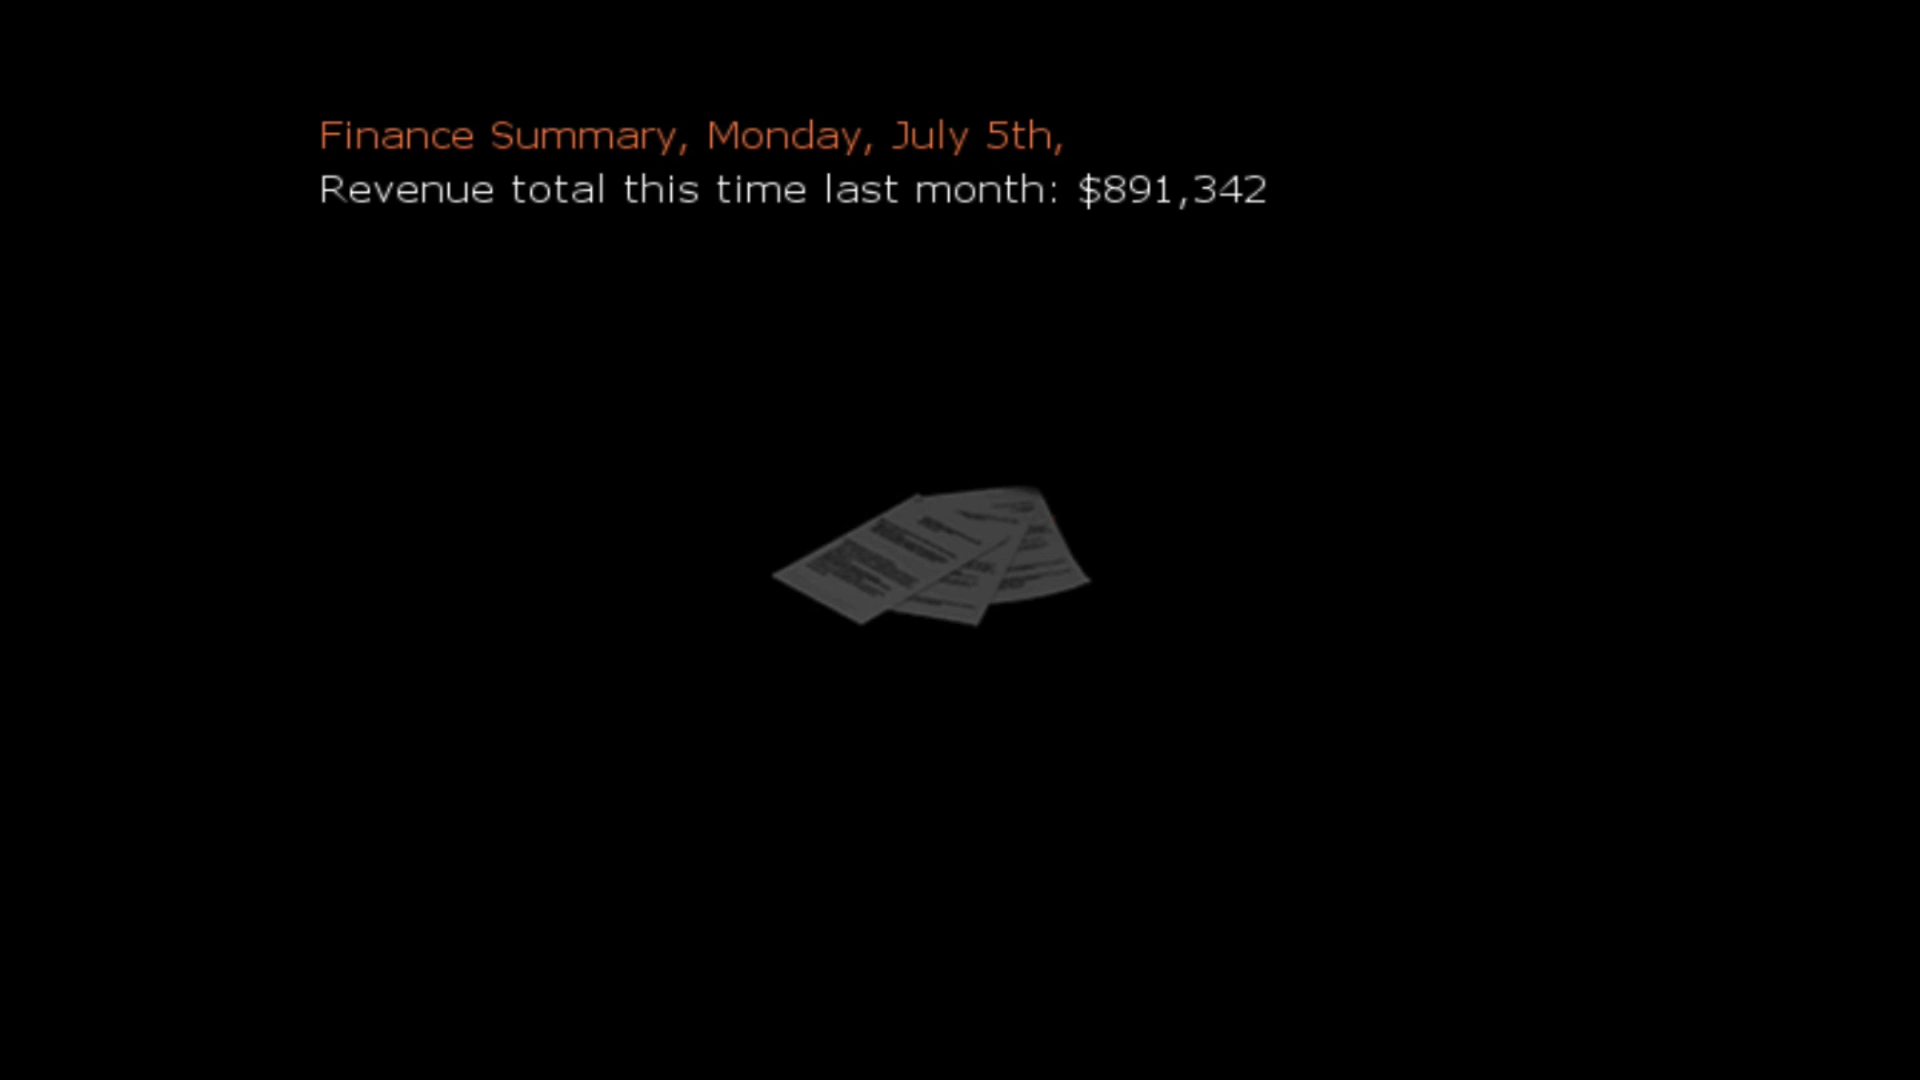 Finance Summary, Monday, July 5th,
Revenue total this time last month: $891,342